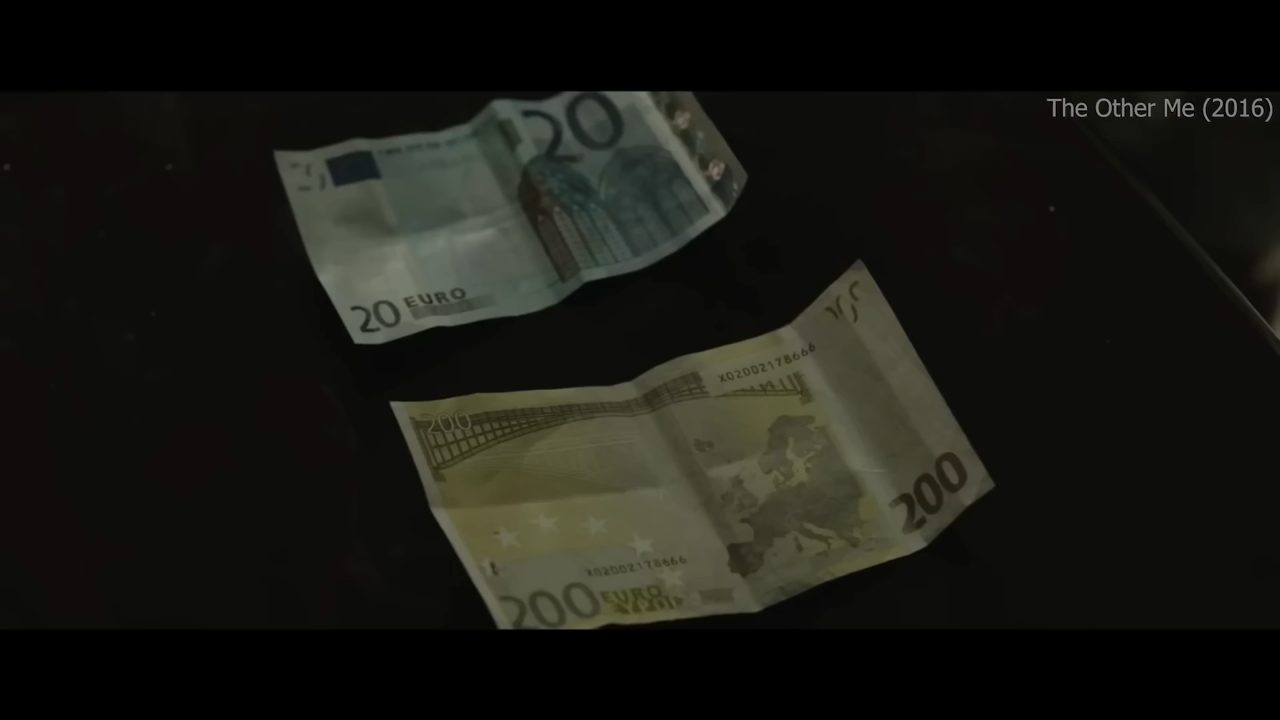 The Other Me (2016)
20
20 EURO
200
X02002178666
200
X02002178666
200 EURO